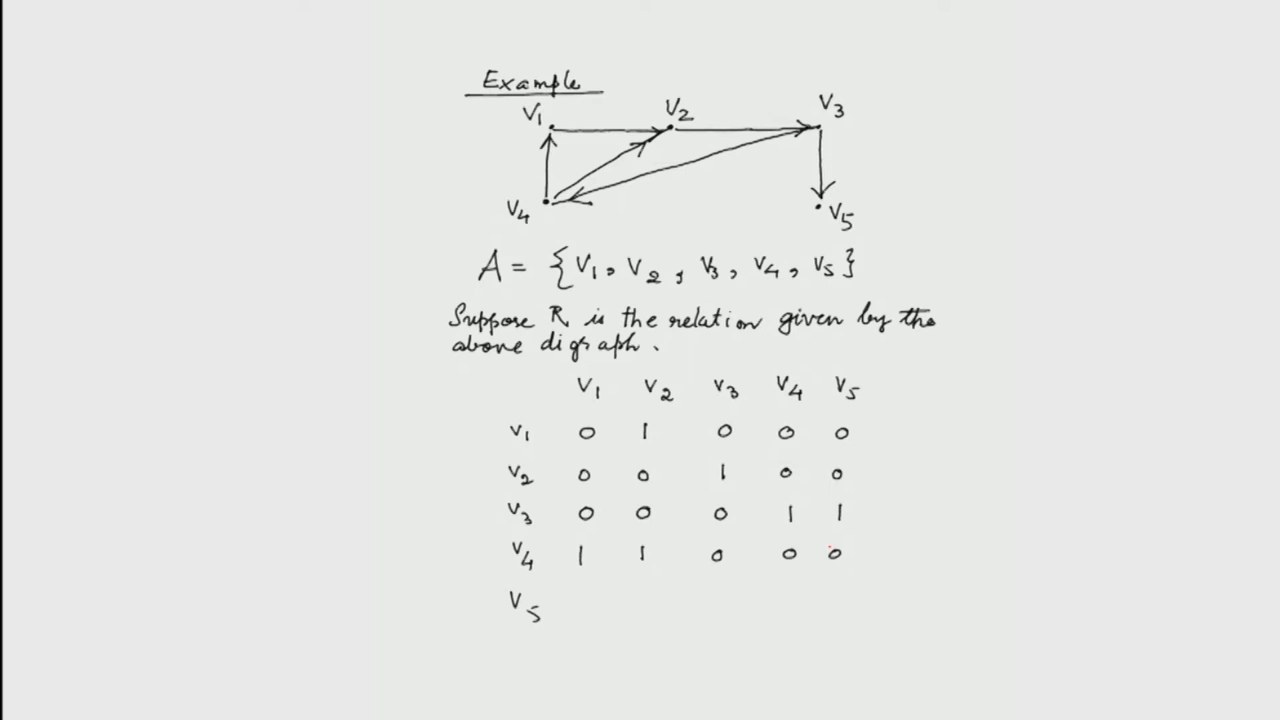 Example
V1 V2 V3
V4 V5
A = {V1, V2, V3, V4, V5}
Suppose R is the relation given by the
above digraph.
V1 V2 V3 V4 V5
V1 0 1 0 0 0
V2 0 0 1 0 0
V3 0 0 0 1 1
V4 1 1 0 0 0
V5